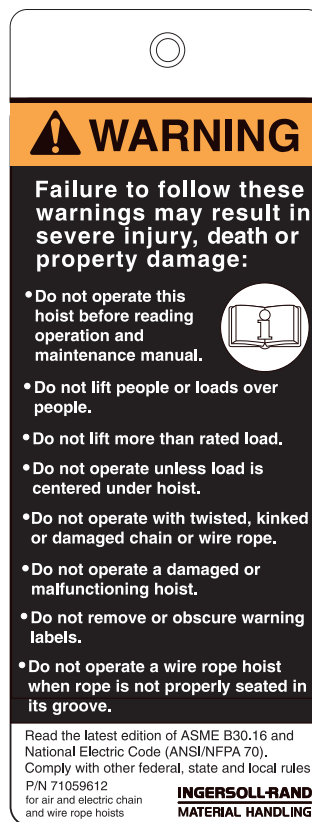 WARNING
Failure to follow these
warnings may result in
severe injury, death or
property damage:
• Do not operate this
hoist before reading
operation and
maintenance manual.
• Do not lift people or loads over
people.
• Do not lift more than rated load.
• Do not operate unless load is
centered under hoist.
• Do not operate with twisted, kinked
or damaged chain or wire rope.
• Do not operate a damaged or
malfunctioning hoist.
• Do not remove or obscure warning
labels.
• Do not operate a wire rope hoist
when rope is not properly seated in
its groove.
Read the latest edition of ASME B30.16 and
National Electric Code (ANSI/NFPA 70).
Comply with other federal, state and local rules
P/N 71059612
for air and electric chain
and wire rope hoists
INGERSOLL-RAND
MATERIAL HANDLING